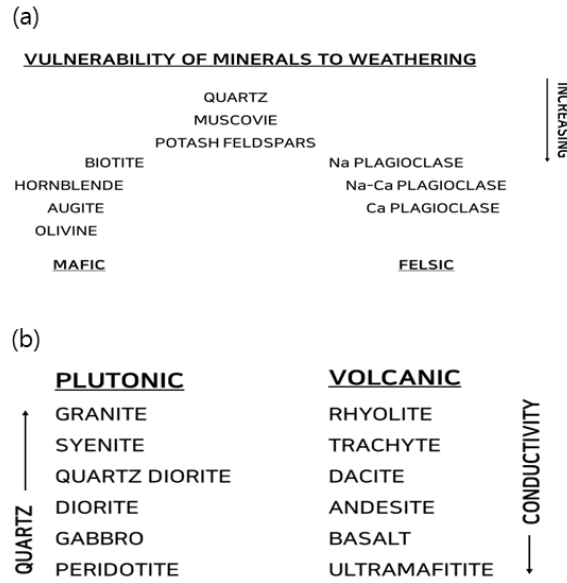 (a)
VULNERABILITY OF MINERALS TO WEATHERING
INCREASING
QUARTZ
MUSCOVIE
POTASH FELDSPARS
BIOTITE Na PLAGIOCLASE
HORNBLENDE Na-Ca PLAGIOCLASE
AUGITE Ca PLAGIOCLASE
OLIVINE
MAFIC FELSIC
(b)
PLUTONIC VOLCANIC
GRANITE RHYOLITE
SYENITE TRACHYTE
QUARTZ DIORITE DACITE
DIORITE ANDESITE
GABBRO BASALT
PERIDOTITE ULTRAMAFITITE
QUARTZ
CONDUCTIVITY